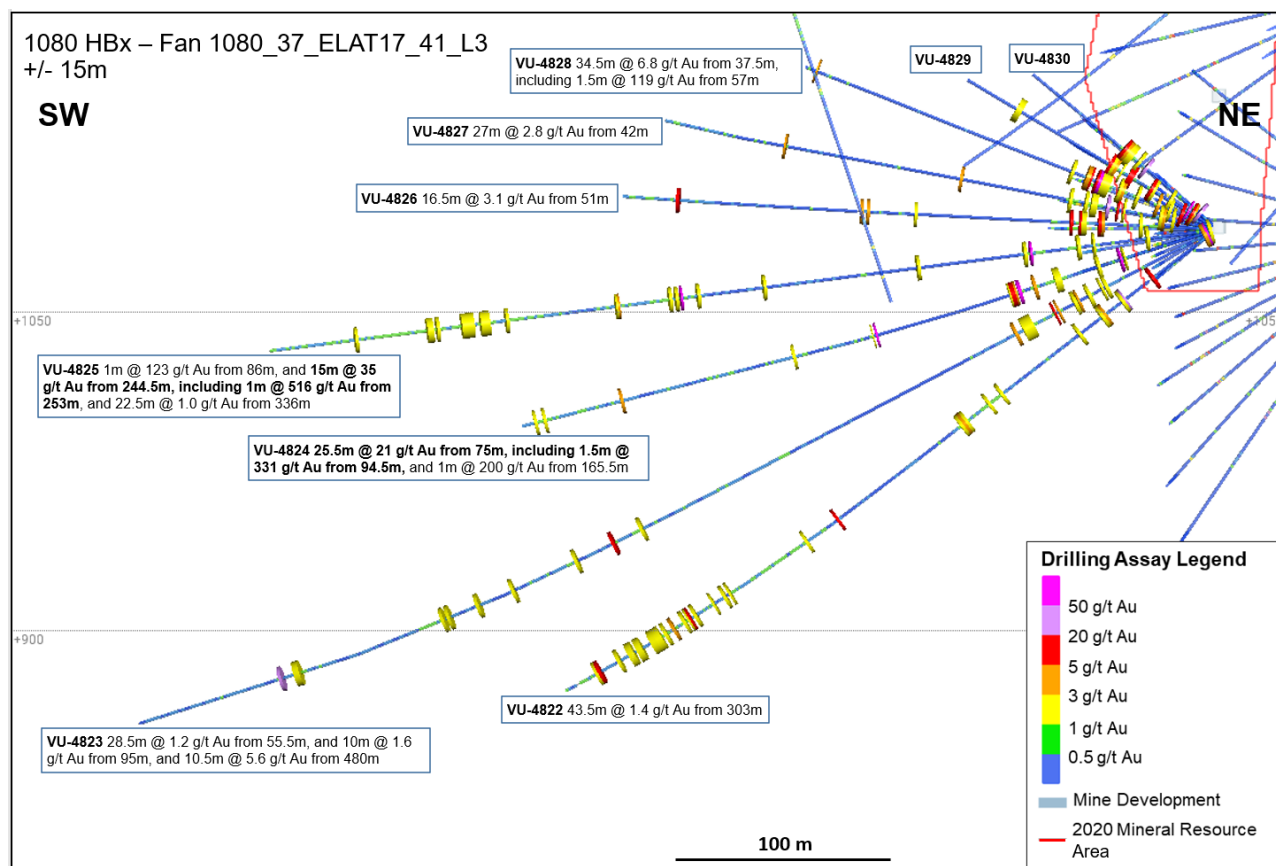 1080 HBx – Fan 1080_37_ELAT17_41_L3
+/- 15m
SW
NE
VU-4828 34.5m @ 6.8 g/t Au from 37.5m,
including 1.5m @ 119 g/t Au from 57m
VU-4829
VU-4830
VU-4827 27m @ 2.8 g/t Au from 42m
VU-4826 16.5m @ 3.1 g/t Au from 51m
+1050
+105
VU-4825 1m @ 123 g/t Au from 86m, and 15m @ 35
g/t Au from 244.5m, including 1m @ 516 g/t Au from
253m, and 22.5m @ 1.0 g/t Au from 336m
VU-4824 25.5m @ 21 g/t Au from 75m, including 1.5m @
331 g/t Au from 94.5m, and 1m @ 200 g/t Au from 165.5m
+900
VU-4822 43.5m @ 1.4 g/t Au from 303m
VU-4823 28.5m @ 1.2 g/t Au from 55.5m, and 10m @ 1.6
g/t Au from 95m, and 10.5m @ 5.6 g/t Au from 480m
Drilling Assay Legend
50 g/t Au
20 g/t Au
5 g/t Au
3 g/t Au
1 g/t Au
0.5 g/t Au
Mine Development
2020 Mineral Resource
Area
100 m